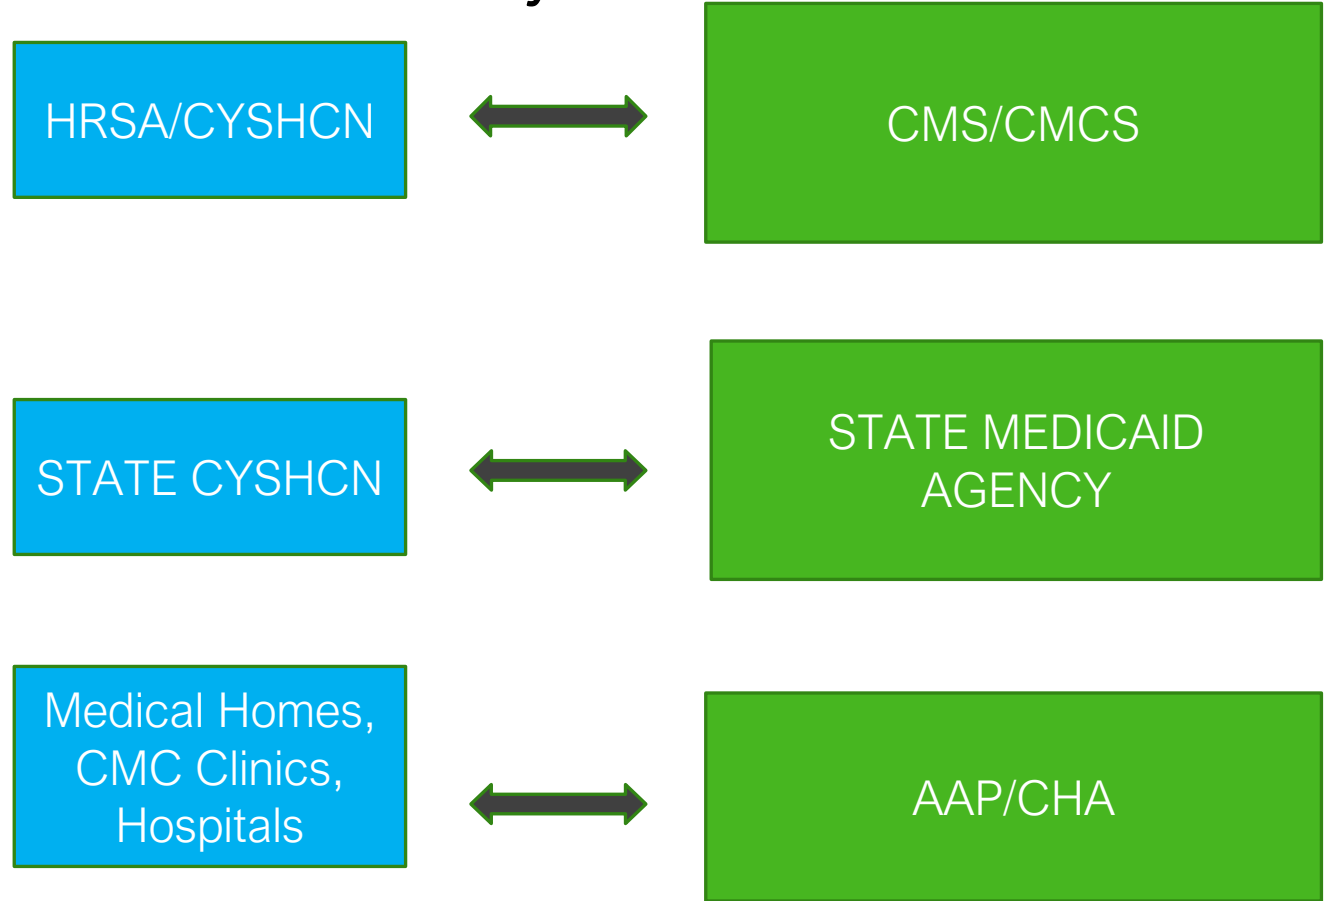 HRSA/CYSHCN
CMS/CMCS
STATE CYSHCN
STATE MEDICAID
AGENCY
Medical Homes,
CMC Clinics,
Hospitals
AAP/CHA